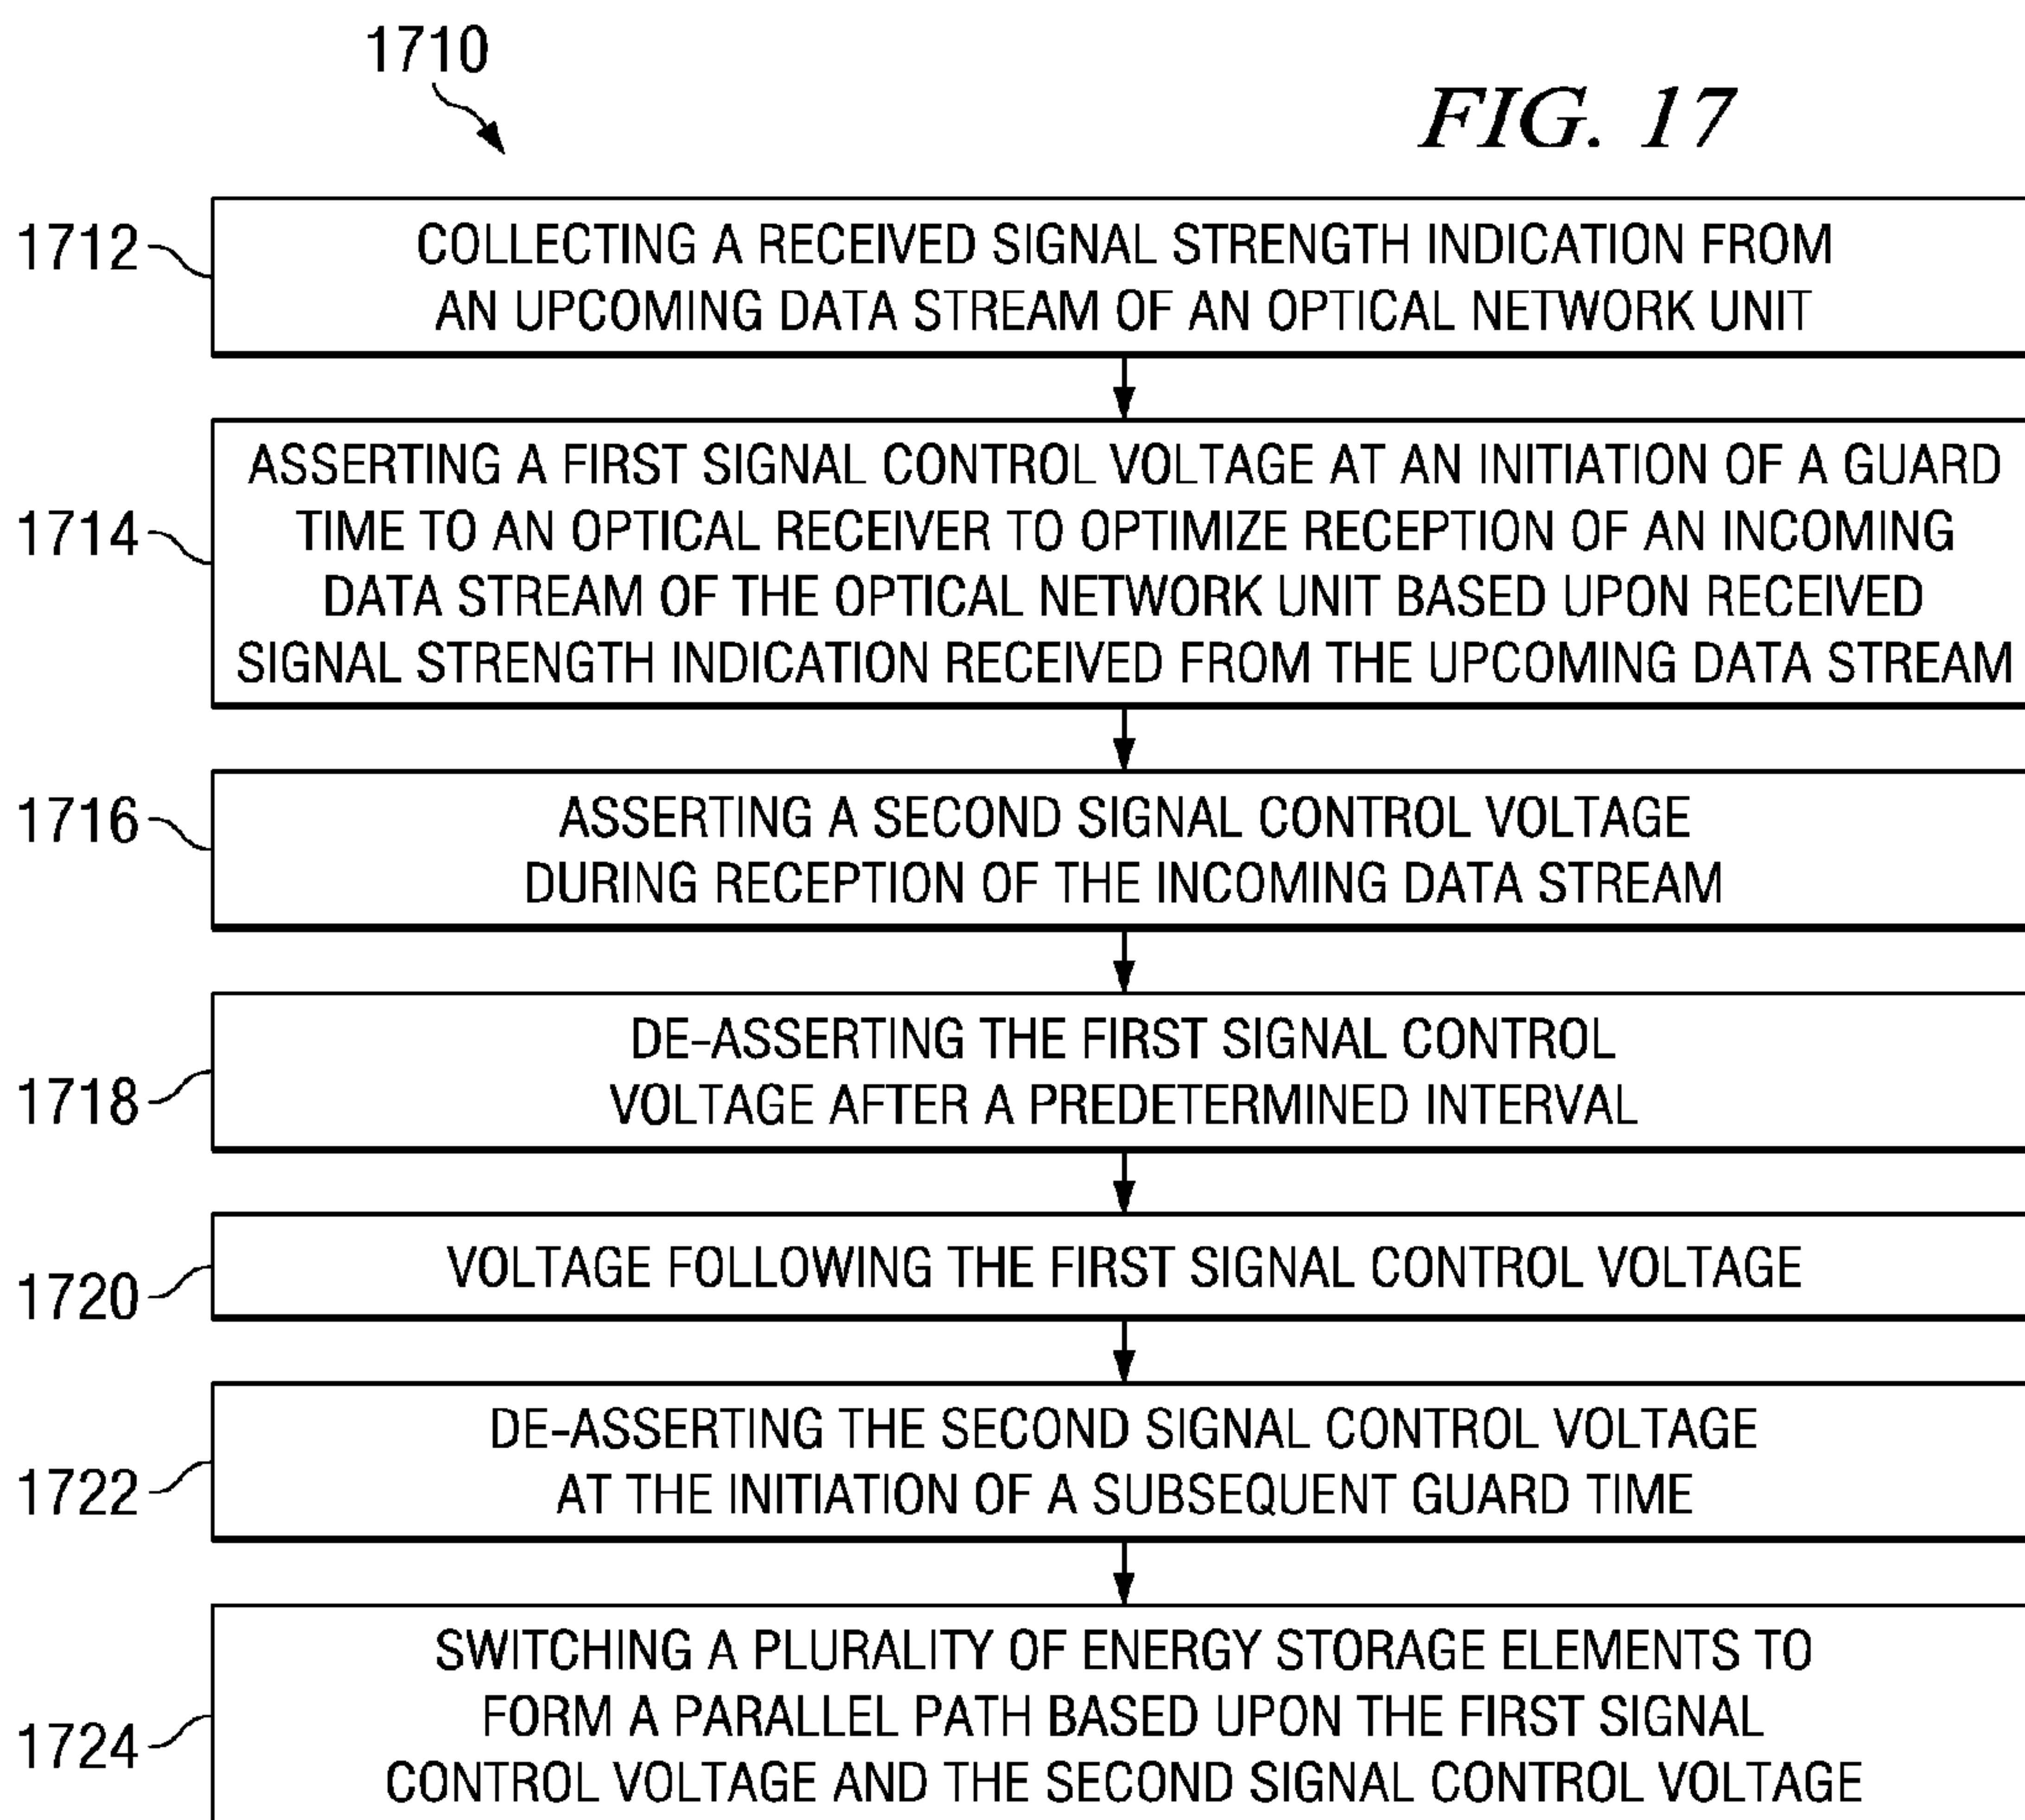 1710
FIG. 17
1712
COLLECTING A RECEIVED SIGNAL STRENGTH INDICATION FROM
AN UPCOMING DATA STREAM OF AN OPTICAL NETWORK UNIT
1714
ASSERTING A FIRST SIGNAL CONTROL VOLTAGE AT AN INITIATION OF A GUARD
TIME TO AN OPTICAL RECEIVER TO OPTIMIZE RECEPTION OF AN INCOMING
DATA STREAM OF THE OPTICAL NETWORK UNIT BASED UPON RECEIVED
SIGNAL STRENGTH INDICATION RECEIVED FROM THE UPCOMING DATA STREAM
1716
ASSERTING A SECOND SIGNAL CONTROL VOLTAGE
DURING RECEPTION OF THE INCOMING DATA STREAM
1718
DE-ASSERTING THE FIRST SIGNAL CONTROL
VOLTAGE AFTER A PREDETERMINED INTERVAL
1720
VOLTAGE FOLLOWING THE FIRST SIGNAL CONTROL VOLTAGE
1722
DE-ASSERTING THE SECOND SIGNAL CONTROL VOLTAGE
AT THE INITIATION OF A SUBSEQUENT GUARD TIME
1724
SWITCHING A PLURALITY OF ENERGY STORAGE ELEMENTS TO
FORM A PARALLEL PATH BASED UPON THE FIRST SIGNAL
CONTROL VOLTAGE AND THE SECOND SIGNAL CONTROL VOLTAGE